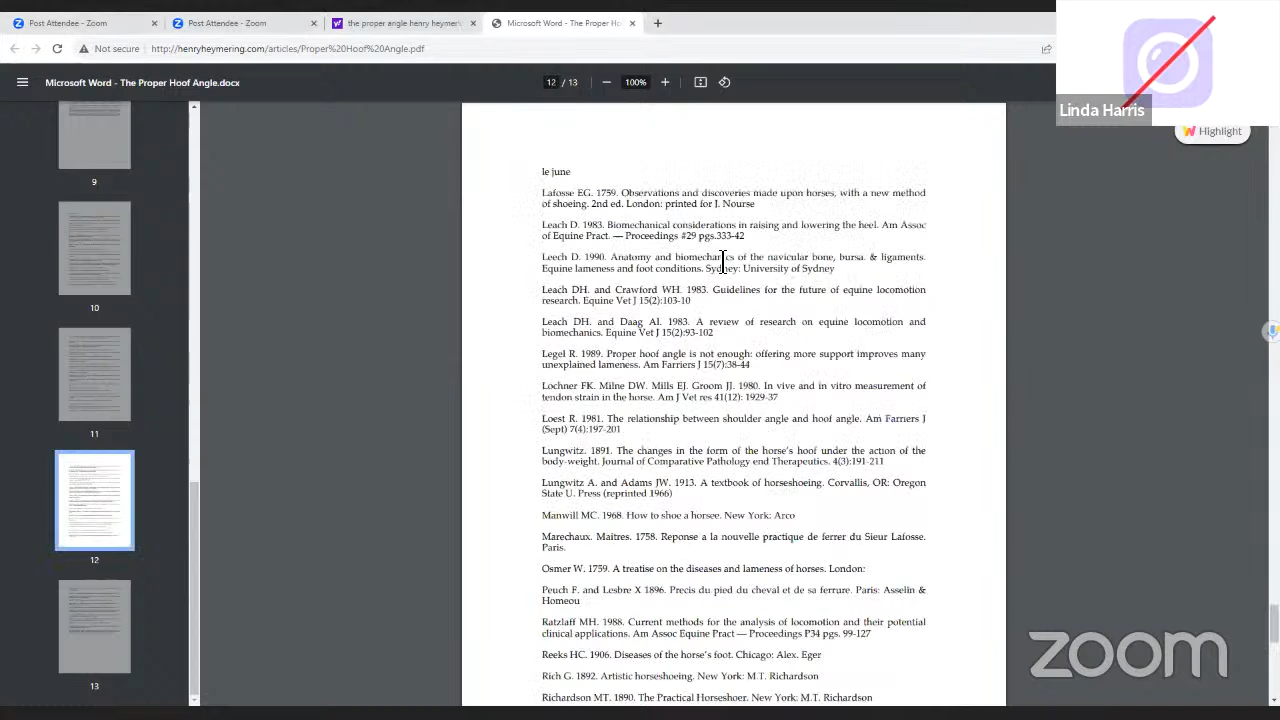 Post Attendee - Zoom
Post Attendee - Zoom
the proper angle henry heymeri
Microsoft Word - The Proper Ho
Not secure
http://henryheymering.com/articles/Proper%20Hoof%20Angle.pdf
Microsoft Word - The Proper Hoof Angle.docx
12 / 13
100%
Linda Harris
Highlight
9
10
11
12
13
le june
Lafosse EG. 1759. Observations and discoveries made upon horses, with a new method
of shoeing. 2nd ed. London: printed for J. Nourse
Leach D. 1983. Biomechanical considerations in raising and lowering the heel. Am Assoc
of Equine Pract. — Proceedings #29 pgs.333-42
Leech D. 1990. Anatomy and biomechanics of the navicular bone, bursa. & ligaments.
Equine lameness and foot conditions. Sydney: University of Sydney
Leach DH. and Crawford WH. 1983. Guidelines for the future of equine locomotion
research. Equine Vet J 15(2):103-10
Leach DH. and Daag AI. 1983. A review of research on equine locomotion and
biomechanics. Equine Vet J 15(2):93-102
Legel R. 1989. Proper hoof angle is not enough: offering more support improves many
unexplained lameness. Am Farriers J 15(7):38-44
Lochner FK. Milne DW. Mills EJ. Groom JJ. 1980. In vive and in vitro measurement of
tendon strain in the horse. Am J Vet res 41(12): 1929-37
Loest R. 1981. The relationship between shoulder angle and hoof angle. Am Farriers J
(Sept) 7(4):197-201
Lungwitz. 1891. The changes in the form of the horse's hoof under the action of the
body-weight. Journal of Comparative Pathology end Therapeutics. 4(3):191-211
Lungwitz A. and Adams JW. 1913. A textbook of horseshoeing. Corvallis, OR: Oregon
State U. Press (reprinted 1966)
Manwill MC. 1968. How to shoe a horsee. New York: Arco
Marechaux. Maitres. 1758. Reponse a la nouvelle practique de ferrer du Sieur Lafosse.
Paris.
Osmer W. 1759. A treatise on the diseases and lameness of horses. London:
Peuch F. and Lesbre X 1896. Precis du pied du cheval et de sa ferrure. Paris: Asselin &
Homeou
Ratzlaff MH. 1988. Current methods for the analysis of locomotion and their potential
clinical applications. Am Assoc Equine Pract — Proceedings P34 pgs. 99-127
Reeks HC. 1906. Diseases of the horse's foot. Chicago: Alex. Eger
Rich G. 1892. Artistic horseshoeing. New York: M.T. Richardson
Richardson MT. 1890. The Practical Horseshoer. New York: M.T. Richardson
zoom